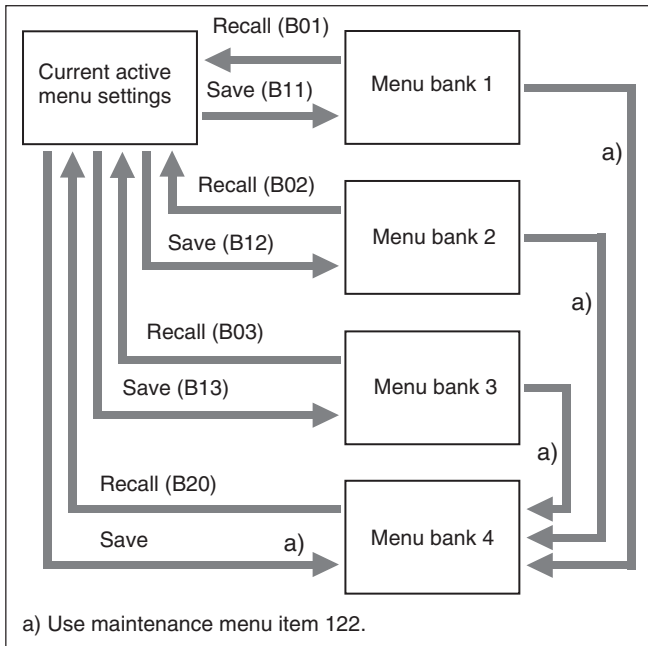 Recall (B01)
Current active
menu settings
Menu bank 1
Save (B11)
a)
Recall (B02)
Menu bank 2
Save (B12)
a)
Recall (B03)
Menu bank 3
Save (B13)
a)
Recall (B20)
Menu bank 4
Save
a)
a) Use maintenance menu item 122.